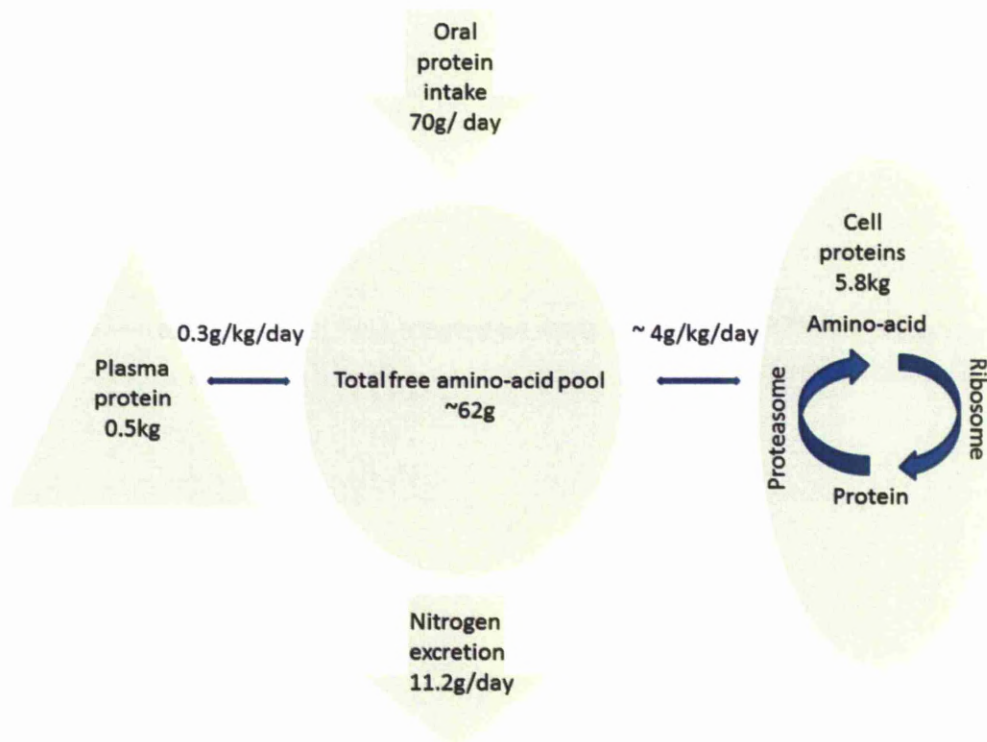 Oral
protein
intake
70g/ day
Cell
proteins
5.8kg
Amino-acid
0.3g/kg/day
~ 4g/kg/day
Plasma
protein
0.5kg
Total free amino-acid pool
~62g
Proteasome
Ribosome
Protein
Nitrogen
excretion
11.2g/day